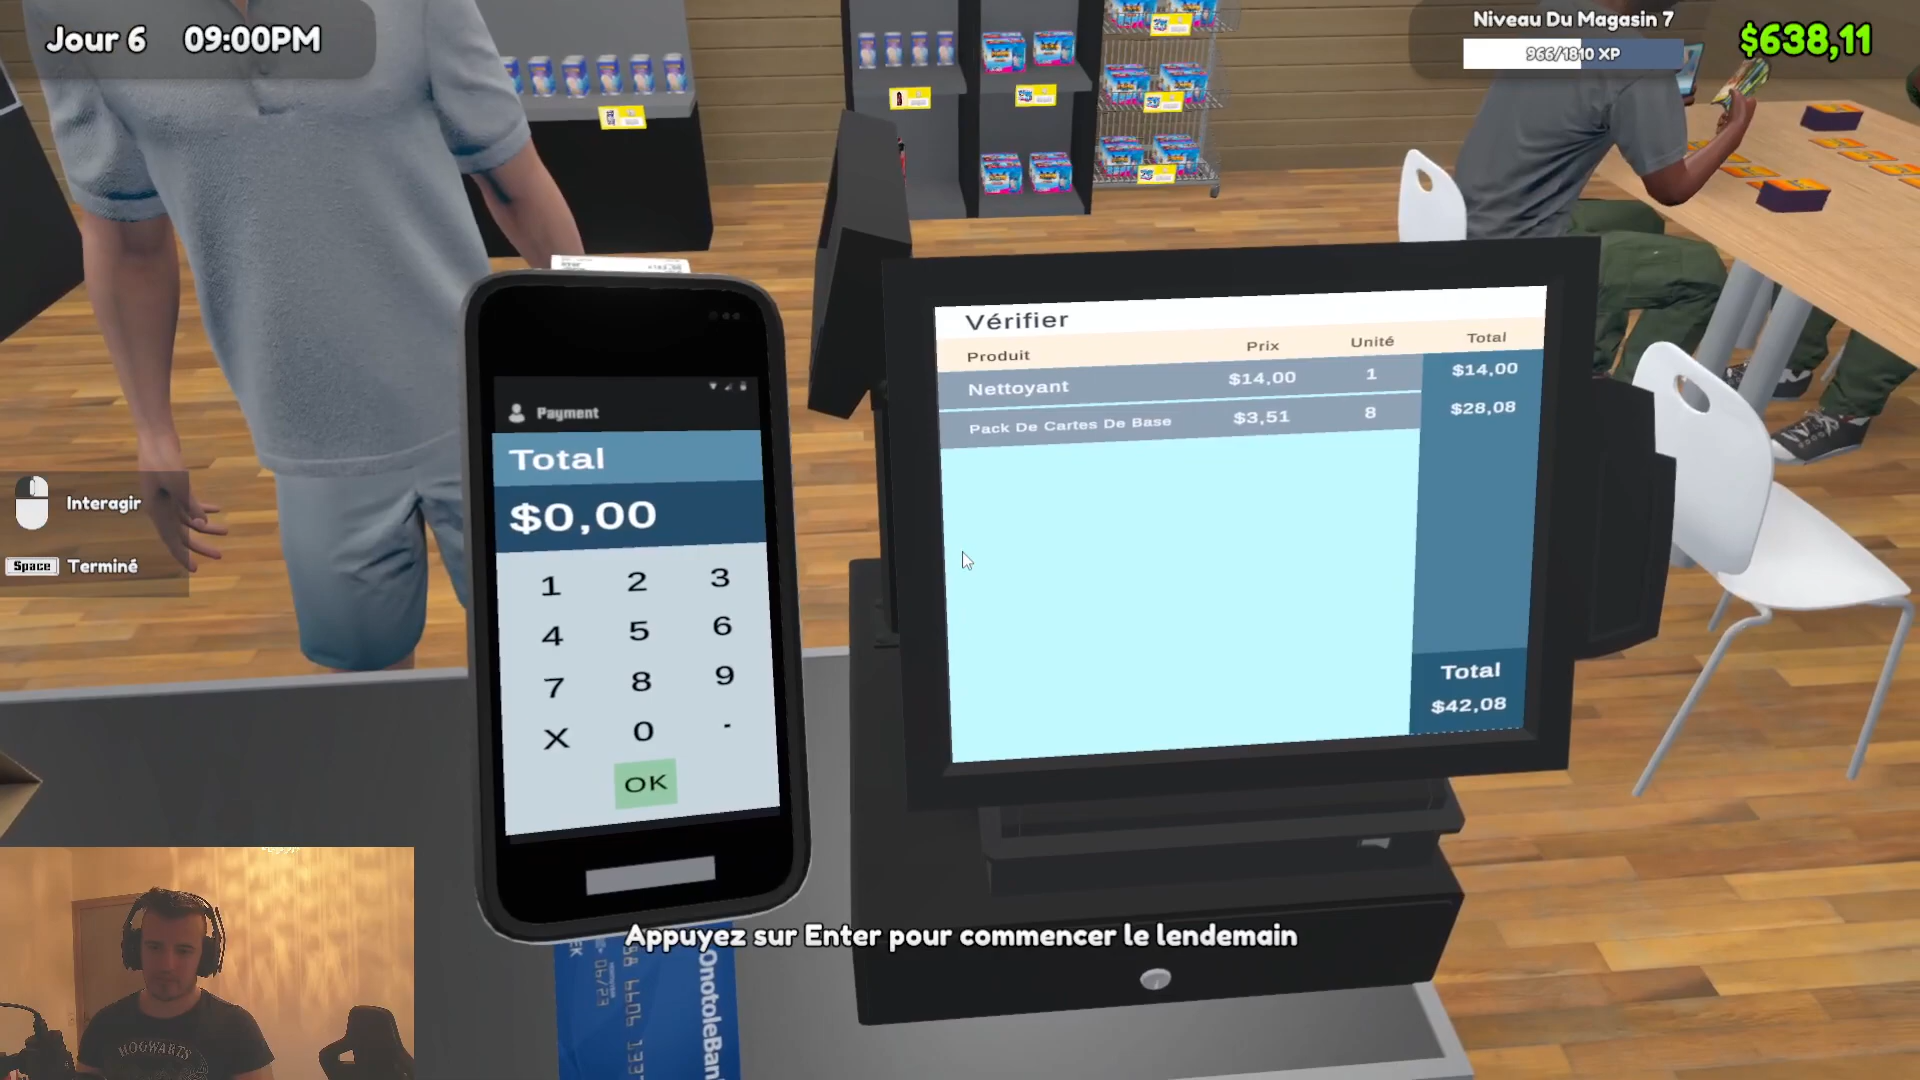 Jour 6 09:00PM
Niveau Du Magasin 7
966/1810 XP
$638,11
Interagir
Space Terminé
Payment
Total
$0,00
1 2 3
4 5 6
7 8 9
X 0 .
OK
Vérifier
Produit Prix Unité Total
Nettoyant $14,00 1 $14,00
Pack De Cartes De Base $3,51 8 $28,08
Total
$42,08
Appuyez sur Enter pour commencer le lendemain
HOGWARTS